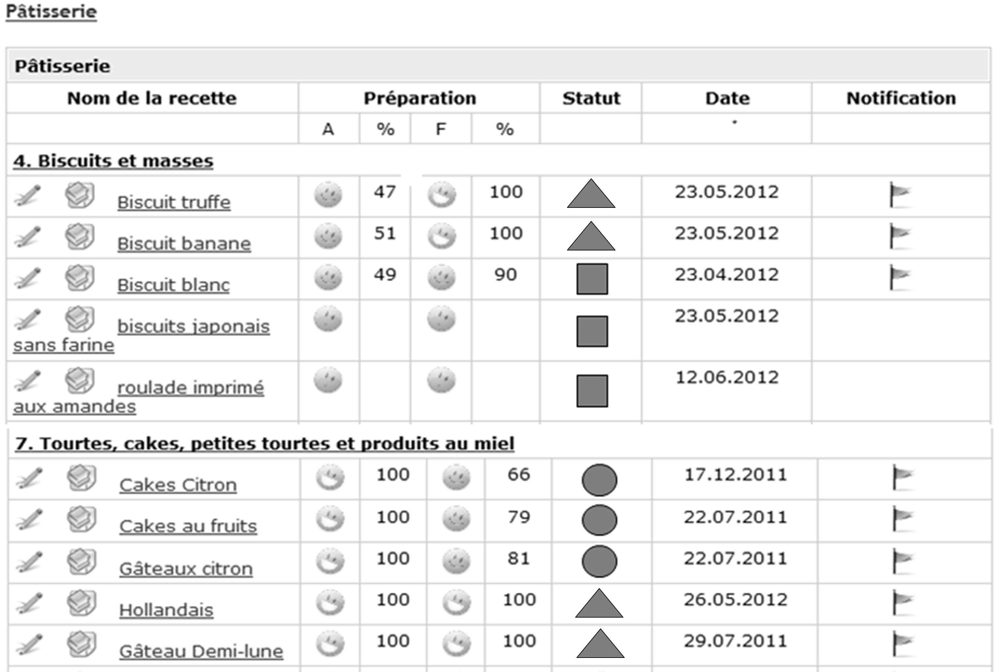 Pâtisserie
Pâtisserie
Nom de la recette Préparation Statut Date Notification
A % F %
4. Biscuits et masses
Biscuit truffe 47 100 23.05.2012
Biscuit banane 51 100 23.05.2012
Biscuit blanc 49 90 23.04.2012
biscuits japonais 23.05.2012
sans farine
roulade imprimé 12.06.2012
aux amandes
7. Tourtes, cakes, petites tourtes et produits au miel
Cakes Citron 100 66 17.12.2011
Cakes au fruits 100 79 22.07.2011
Gâteaux citron 100 81 22.07.2011
Hollandais 100 100 26.05.2012
Gâteau Demi-lune 100 100 29.07.2011